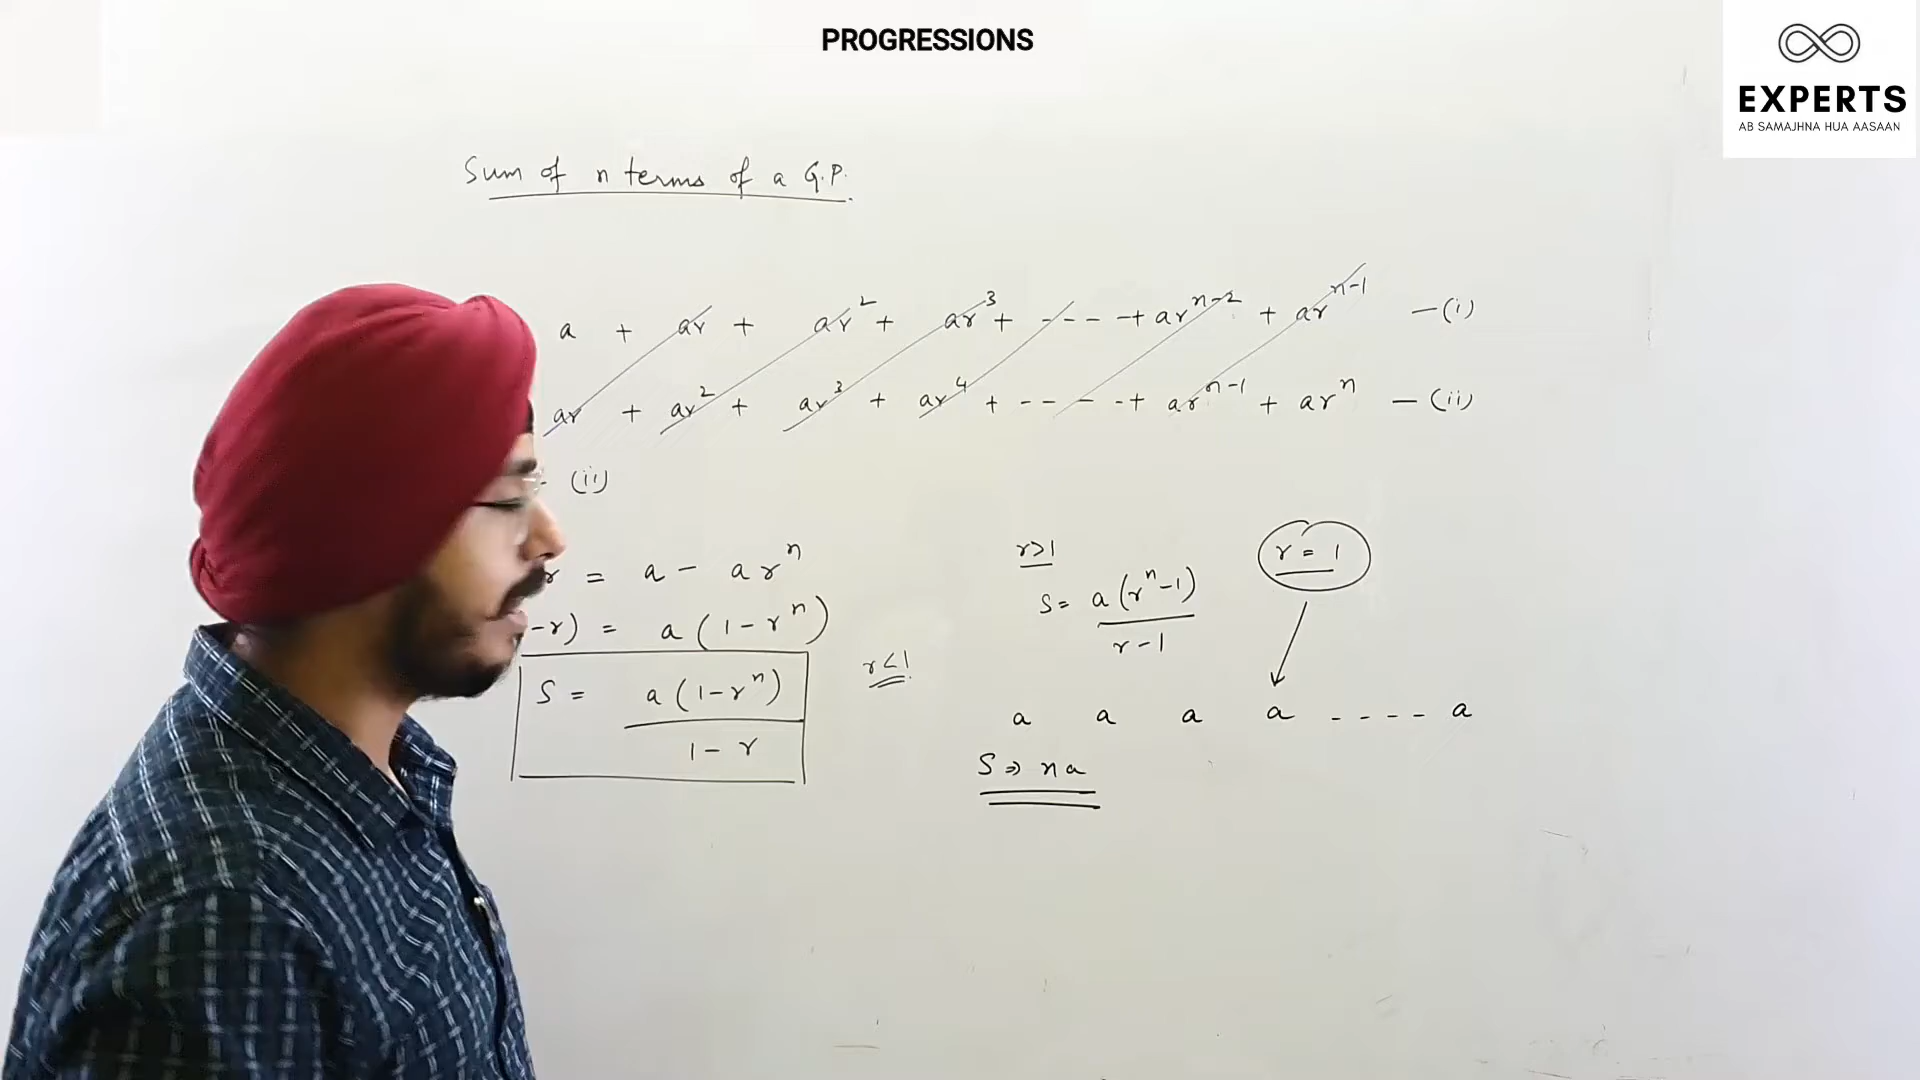 PROGRESSIONS
EXPERTS
AB SAMAJHNA HUA AASAAN
Sum of n terms of a G.P.
a + ar + ar² + ar³ + ---- + arⁿ⁻² + arⁿ⁻¹ —(i)
ar + ar² + ar³ + ar⁴ + ---- + arⁿ⁻¹ + arⁿ —(ii)
- (ii)
r = a - arⁿ
-r) = a(1-rⁿ)
S = a(1-rⁿ)
1-r
r<1
r>1
S = a(rⁿ-1)
r-1
r = 1
a a a a ---- a
S ⇒ na